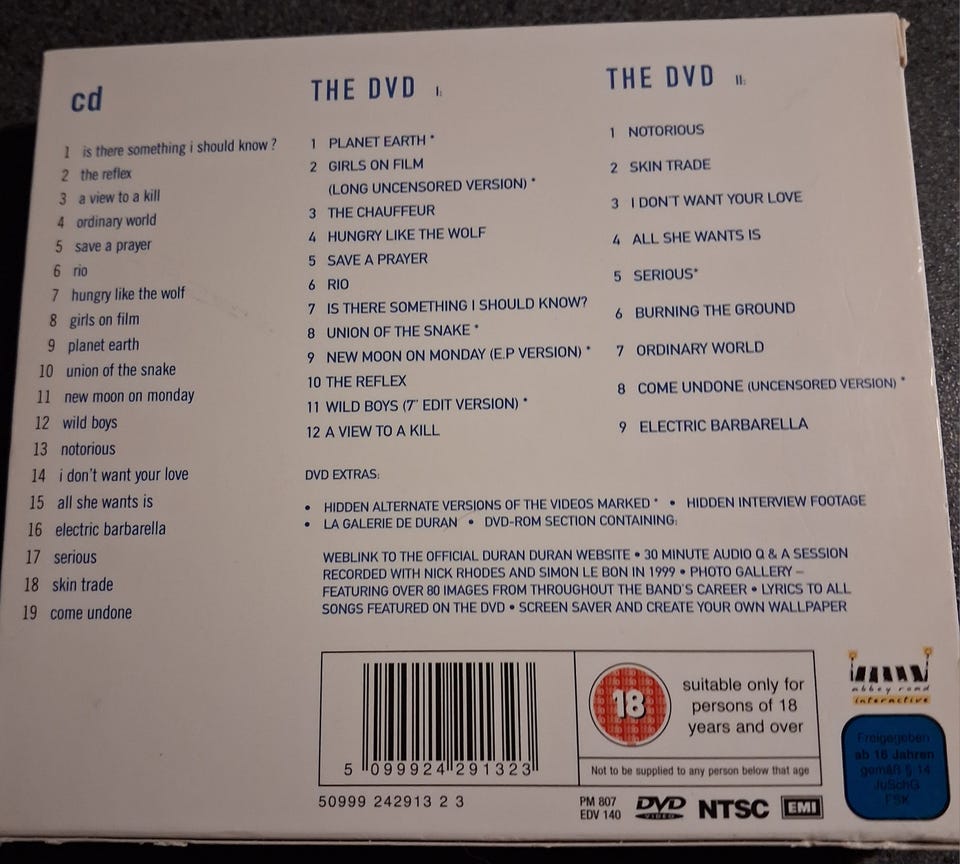 cd
1 is there something i should know ?
2 the reflex
3 a view to a kill
4 ordinary world
5 save a prayer
6 rio
7 hungry like the wolf
8 girls on film
9 planet earth
10 union of the snake
11 new moon on monday
12 wild boys
13 notorious
14 i don't want your love
15 all she wants is
16 electric barbarella
17 serious
18 skin trade
19 come undone
THE DVD I:
1 PLANET EARTH *
2 GIRLS ON FILM
(LONG UNCENSORED VERSION) *
3 THE CHAUFFEUR
4 HUNGRY LIKE THE WOLF
5 SAVE A PRAYER
6 RIO
7 IS THERE SOMETHING I SHOULD KNOW?
8 UNION OF THE SNAKE *
9 NEW MOON ON MONDAY (E.P VERSION) *
10 THE REFLEX
11 WILD BOYS (7" EDIT VERSION) *
12 A VIEW TO A KILL
THE DVD II:
1 NOTORIOUS
2 SKIN TRADE
3 I DON'T WANT YOUR LOVE
4 ALL SHE WANTS IS
5 SERIOUS*
6 BURNING THE GROUND
7 ORDINARY WORLD
8 COME UNDONE (UNCENSORED VERSION) *
9 ELECTRIC BARBARELLA
DVD EXTRAS:
• HIDDEN ALTERNATE VERSIONS OF THE VIDEOS MARKED * • HIDDEN INTERVIEW FOOTAGE
• LA GALERIE DE DURAN • DVD-ROM SECTION CONTAINING:
WEBLINK TO THE OFFICIAL DURAN DURAN WEBSITE • 30 MINUTE AUDIO Q & A SESSION
RECORDED WITH NICK RHODES AND SIMON LE BON IN 1999 • PHOTO GALLERY –
FEATURING OVER 80 IMAGES FROM THROUGHOUT THE BAND'S CAREER • LYRICS TO ALL
SONGS FEATURED ON THE DVD • SCREEN SAVER AND CREATE YOUR OWN WALLPAPER
5 099924 291323
50999 242913 2 3
18
suitable only for
persons of 18
years and over
Not to be supplied to any person below that age
PM 807
EDV 140
DVD
VIDEO
NTSC
EMI
abbey road
interactive
Freigegeben
ab 16 Jahren
gemäß § 14
JuSchG
FSK